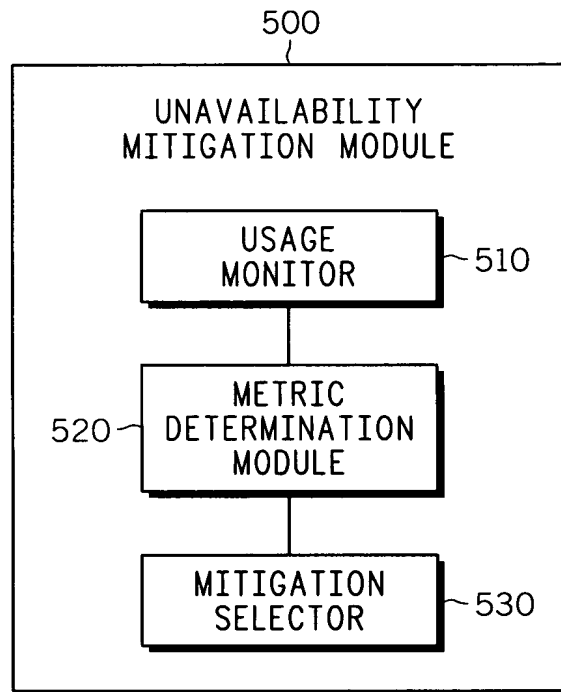 500
UNAVAILABILITY
MITIGATION MODULE
USAGE
MONITOR
510
METRIC
DETERMINATION
MODULE
520
MITIGATION
SELECTOR
530